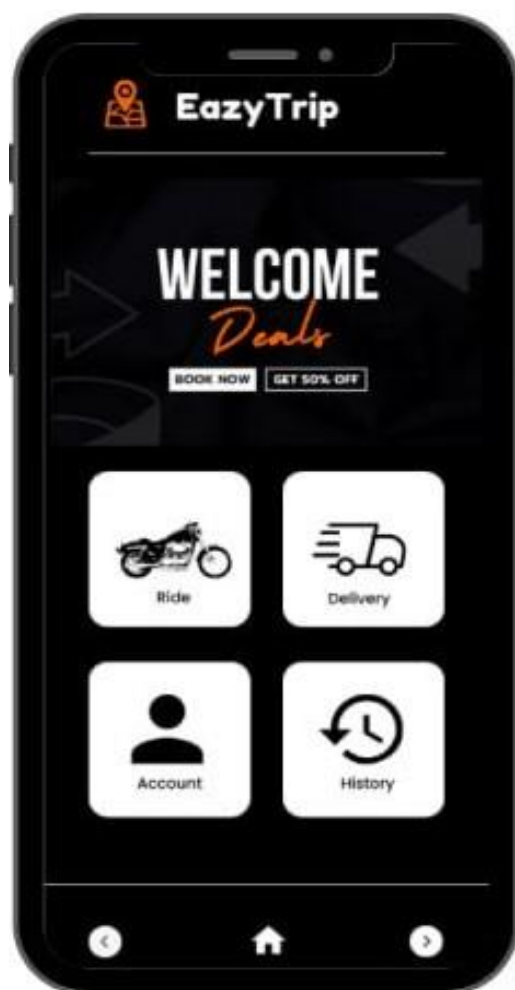 EazyTrip
WELCOME
Deals
BOOK NOW GET 50% OFF
Ride Delivery
Account History